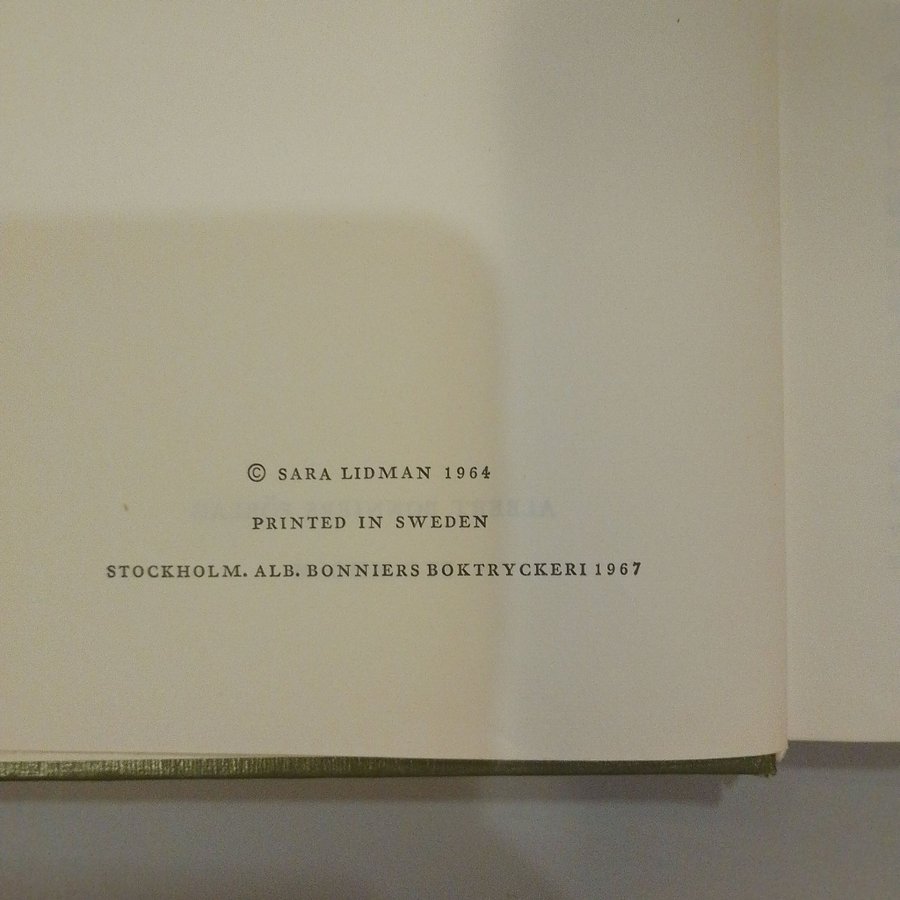 © SARA LIDMAN 1964
PRINTED IN SWEDEN
STOCKHOLM. ALB. BONNIERS BOKTRYCKERI 1967